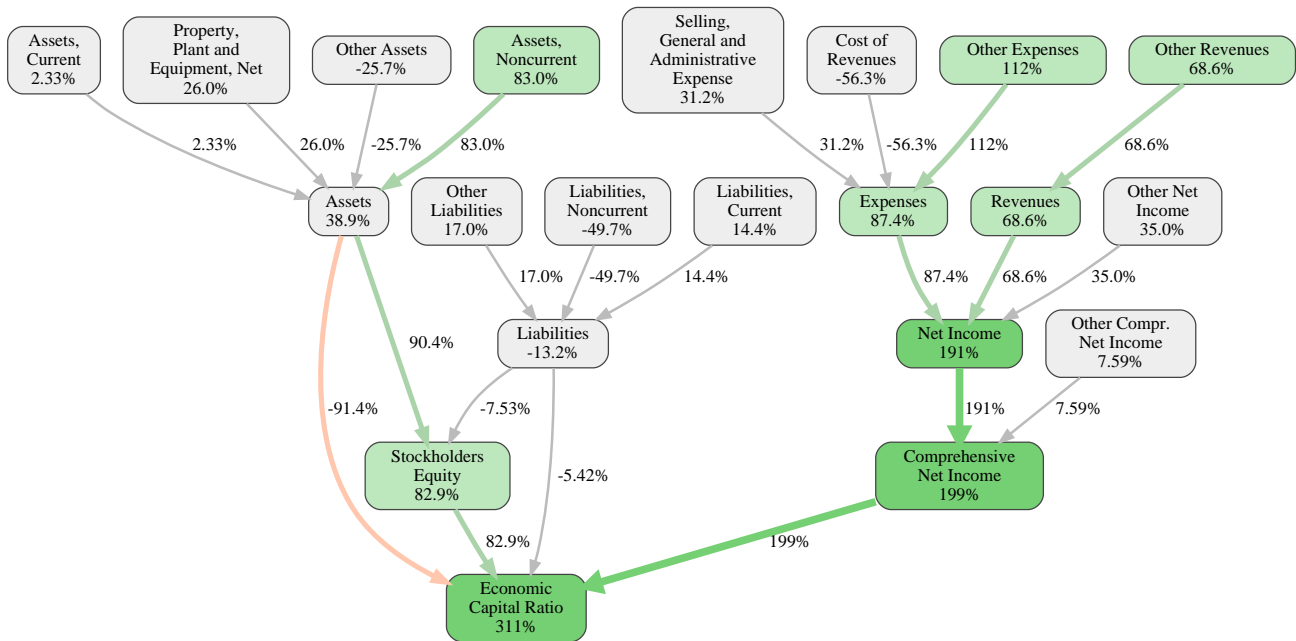 Assets,
Current
2.33%
Property,
Plant and
Equipment, Net
26.0%
Other Assets
-25.7%
Assets,
Noncurrent
83.0%
Selling,
General and
Administrative
Expense
31.2%
Cost of
Revenues
-56.3%
Other Expenses
112%
Other Revenues
68.6%
2.33%
26.0%
-25.7%
83.0%
31.2%
-56.3%
112%
68.6%
Assets
38.9%
Other
Liabilities
17.0%
Liabilities,
Noncurrent
-49.7%
Liabilities,
Current
14.4%
Expenses
87.4%
Revenues
68.6%
Other Net
Income
35.0%
17.0%
-49.7%
14.4%
87.4%
68.6%
35.0%
90.4%
Liabilities
-13.2%
Net Income
191%
Other Compr.
Net Income
7.59%
-91.4%
-7.53%
191%
7.59%
Stockholders
Equity
82.9%
-5.42%
Comprehensive
Net Income
199%
82.9%
199%
Economic
Capital Ratio
311%